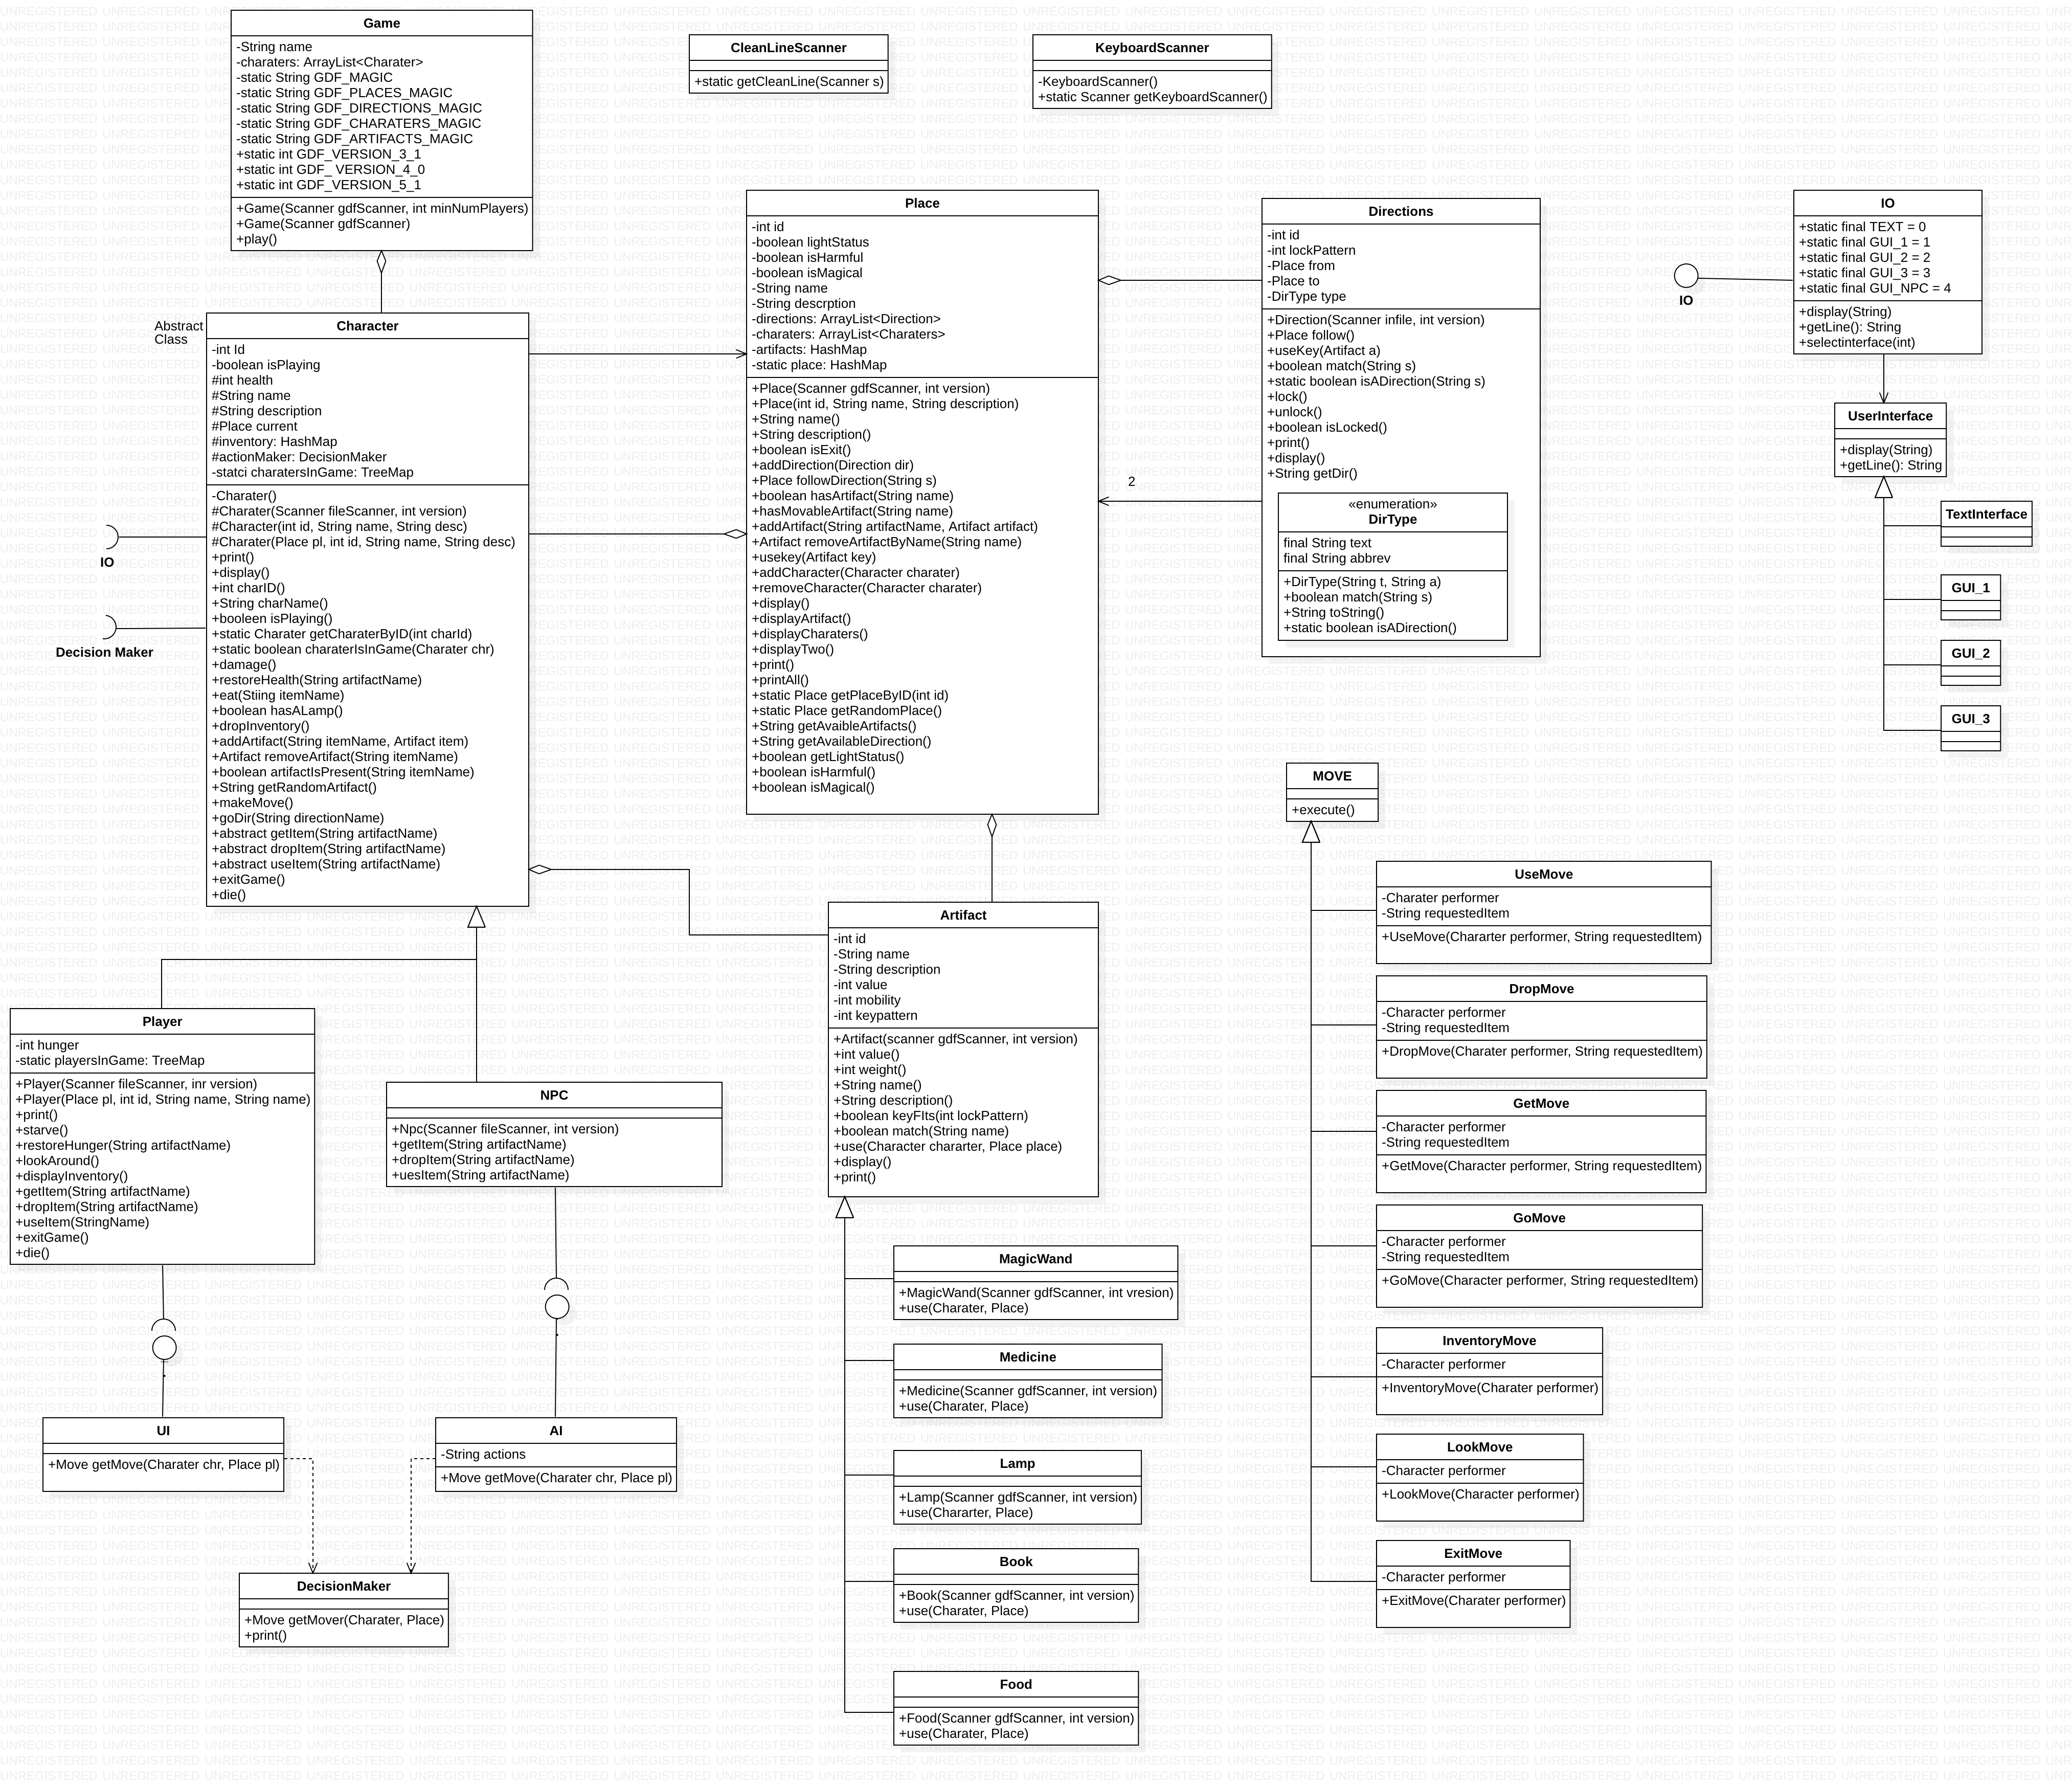 Game
-String name
-charaters: ArrayList<Charater>
-static String GDF_MAGIC
-static String GDF_PLACES_MAGIC
-static String GDF_DIRECTIONS_MAGIC
-static String GDF_CHARATERS_MAGIC
-static String GDF_ARTIFACTS_MAGIC
+static int GDF_VERSION_3_1
+static int GDF_ VERSION_4_0
+static int GDF_VERSION_5_1
+Game(Scanner gdfScanner, int minNumPlayers)
+Game(Scanner gdfScanner)
+play()
CleanLineScanner
+static getCleanLine(Scanner s)
KeyboardScanner
-KeyboardScanner()
+static Scanner getKeyboardScanner()
Abstract
Class
Character
-int Id
-boolean isPlaying
#int health
#String name
#String description
#Place current
#inventory: HashMap
#actionMaker: DecisionMaker
-statci charatersInGame: TreeMap
-Charater()
#Charater(Scanner fileScanner, int version)
#Character(int id, String name, String desc)
#Charater(Place pl, int id, String name, String desc)
+print()
+display()
+int charID()
+String charName()
+booleen isPlaying()
+static Charater getCharaterByID(int charId)
+static boolean charaterIsInGame(Charater chr)
+damage()
+restoreHealth(String artifactName)
+eat(Stiing itemName)
+boolean hasALamp()
+dropInventory()
+addArtifact(String itemName, Artifact item)
+Artifact removeArtifact(String itemName)
+boolean artifactIsPresent(String itemName)
+String getRandomArtifact()
+makeMove()
+goDir(String directionName)
+abstract getItem(String artifactName)
+abstract dropItem(String artifactName)
+abstract useItem(String artifactName)
+exitGame()
+die()
IO
Decision Maker
Place
-int id
-boolean lightStatus
-boolean isHarmful
-boolean isMagical
-String name
-String descrption
-directions: ArrayList<Direction>
-charaters: ArrayList<Charaters>
-artifacts: HashMap
-static place: HashMap
+Place(Scanner gdfScanner, int version)
+Place(int id, String name, String description)
+String name()
+String description()
+boolean isExit()
+addDirection(Direction dir)
+Place followDirection(String s)
+boolean hasArtifact(String name)
+hasMovableArtifact(String name)
+addArtifact(String artifactName, Artifact artifact)
+Artifact removeArtifactByName(String name)
+usekey(Artifact key)
+addCharacter(Character charater)
+removeCharacter(Character charater)
+display()
+displayArtifact()
+displayCharaters()
+displayTwo()
+print()
+printAll()
+static Place getPlaceByID(int id)
+static Place getRandomPlace()
+String getAvaibleArtifacts()
+String getAvailableDirection()
+boolean getLightStatus()
+boolean isHarmful()
+boolean isMagical()
2
Directions
-int id
-int lockPattern
-Place from
-Place to
-DirType type
+Direction(Scanner infile, int version)
+Place follow()
+useKey(Artifact a)
+boolean match(String s)
+static boolean isADirection(String s)
+lock()
+unlock()
+boolean isLocked()
+print()
+display()
+String getDir()
«enumeration»
DirType
final String text
final String abbrev
+DirType(String t, String a)
+boolean match(String s)
+String toString()
+static boolean isADirection()
IO
IO
+static final TEXT = 0
+static final GUI_1 = 1
+static final GUI_2 = 2
+static final GUI_3 = 3
+static final GUI_NPC = 4
+display(String)
+getLine(): String
+selectinterface(int)
UserInterface
+display(String)
+getLine(): String
TextInterface
GUI_1
GUI_2
GUI_3
MOVE
+execute()
UseMove
-Charater performer
-String requestedItem
+UseMove(Chararter performer, String requestedItem)
DropMove
-Character performer
-String requestedItem
+DropMove(Charater performer, String requestedItem)
GetMove
-Character performer
-String requestedItem
+GetMove(Character performer, String requestedItem)
GoMove
-Character performer
-String requestedItem
+GoMove(Character performer, String requestedItem)
InventoryMove
-Character performer
+InventoryMove(Charater performer)
LookMove
-Character performer
+LookMove(Character performer)
ExitMove
-Character performer
+ExitMove(Charater performer)
Artifact
-int id
-String name
-String description
-int value
-int mobility
-int keypattern
+Artifact(scanner gdfScanner, int version)
+int value()
+int weight()
+String name()
+String description()
+boolean keyFIts(int lockPattern)
+boolean match(String name)
+use(Character chararter, Place place)
+display()
+print()
MagicWand
+MagicWand(Scanner gdfScanner, int vresion)
+use(Charater, Place)
Medicine
+Medicine(Scanner gdfScanner, int version)
+use(Charater, Place)
Lamp
+Lamp(Scanner gdfScanner, int version)
+use(Chararter, Place)
Book
+Book(Scanner gdfScanner, int version)
+use(Charater, Place)
Food
+Food(Scanner gdfScanner, int version)
+use(Charater, Place)
Player
-int hunger
-static playersInGame: TreeMap
+Player(Scanner fileScanner, inr version)
+Player(Place pl, int id, String name, String name)
+print()
+starve()
+restoreHunger(String artifactName)
+lookAround()
+displayInventory()
+getItem(String artifactName)
+dropItem(String artifactName)
+useItem(StringName)
+exitGame()
+die()
NPC
+Npc(Scanner fileScanner, int version)
+getItem(String artifactName)
+dropItem(String artifactName)
+uesItem(String artifactName)
UI
+Move getMove(Charater chr, Place pl)
AI
-String actions
+Move getMove(Charater chr, Place pl)
DecisionMaker
+Move getMover(Charater, Place)
+print()